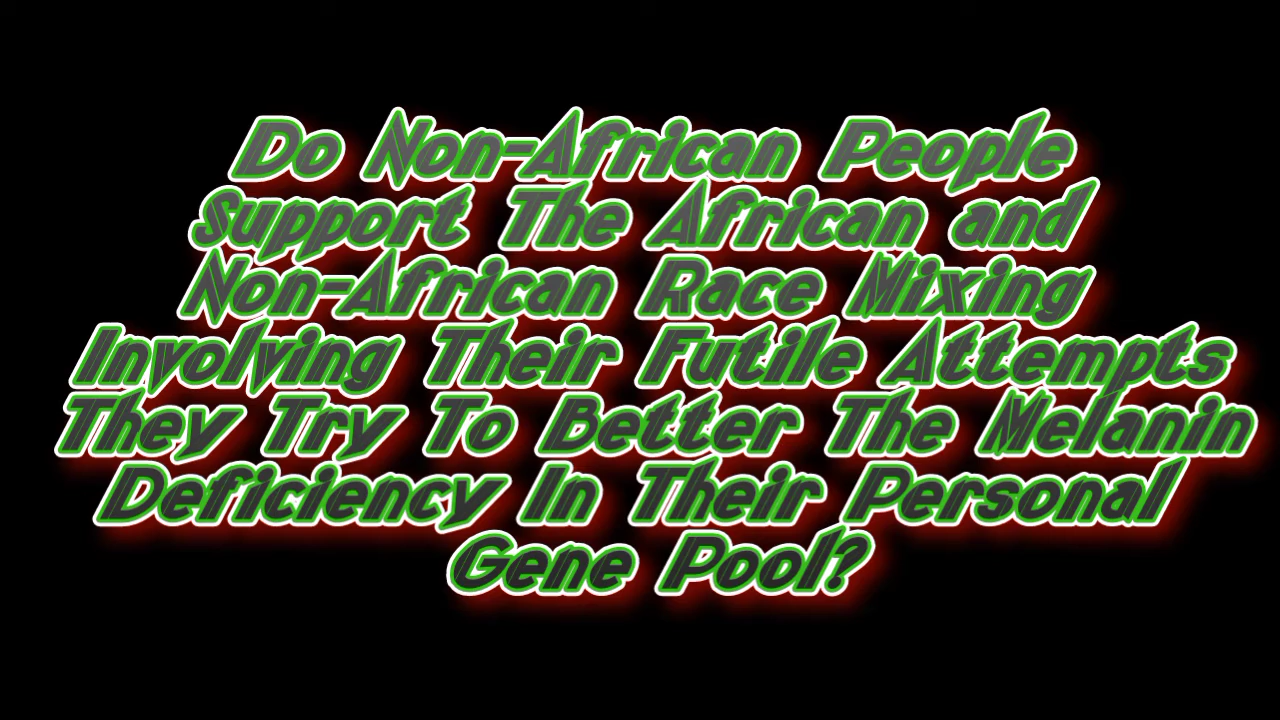 Do Non-African People
Support The African and
Non-African Race Mixing
Involving Their Futile Attempts
They Try To Better The Melanin
Deficiency In Their Personal
Gene Pool?